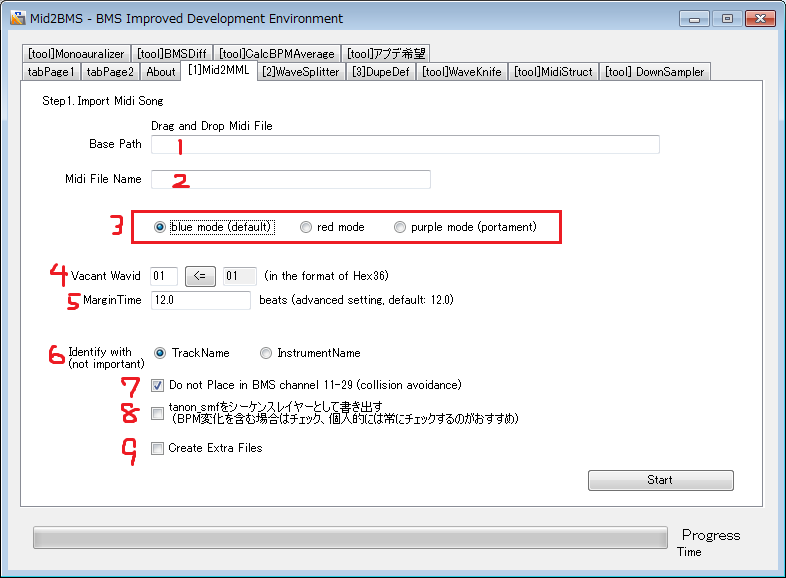 Mid2BMS - BMS Improved Development Environment
[tool]Monoauralizer [tool]BMSDiff [tool]CalcBPMAverage [tool]アプデ希望
tabPage1 tabPage2 About [1]Mid2MML [2]WaveSplitter [3]DupeDef [tool]WaveKnife [tool]MidiStruct [tool] DownSampler
Step1. Import Midi Song
Drag and Drop Midi File
Base Path 1
Midi File Name 2
3 blue mode (default) red mode purple mode (portament)
4 Vacant Wavid 01 <= 01 (in the format of Hex36)
5 MarginTime 12.0 beats (advanced setting, default: 12.0)
6 Identify with TrackName InstrumentName
(not important)
7 Do not Place in BMS channel 11-29 (collision avoidance)
8 tanon_smfをシーケンスレイヤーとして書き出す
(BPM変化を含む場合はチェック、個人的には常にチェックするのがおすすめ)
9 Create Extra Files
Start
Progress
Time